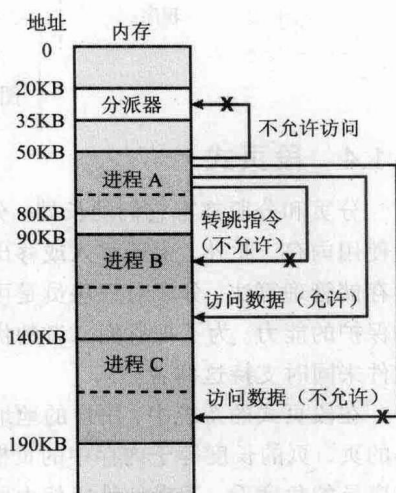 地址
内存
0
20KB
分派器
35KB
不允许访问
50KB
进程 A
80KB
转跳指令
(不允许)
90KB
进程 B
访问数据(允许)
140KB
进程 C
访问数据(不允许)
190KB